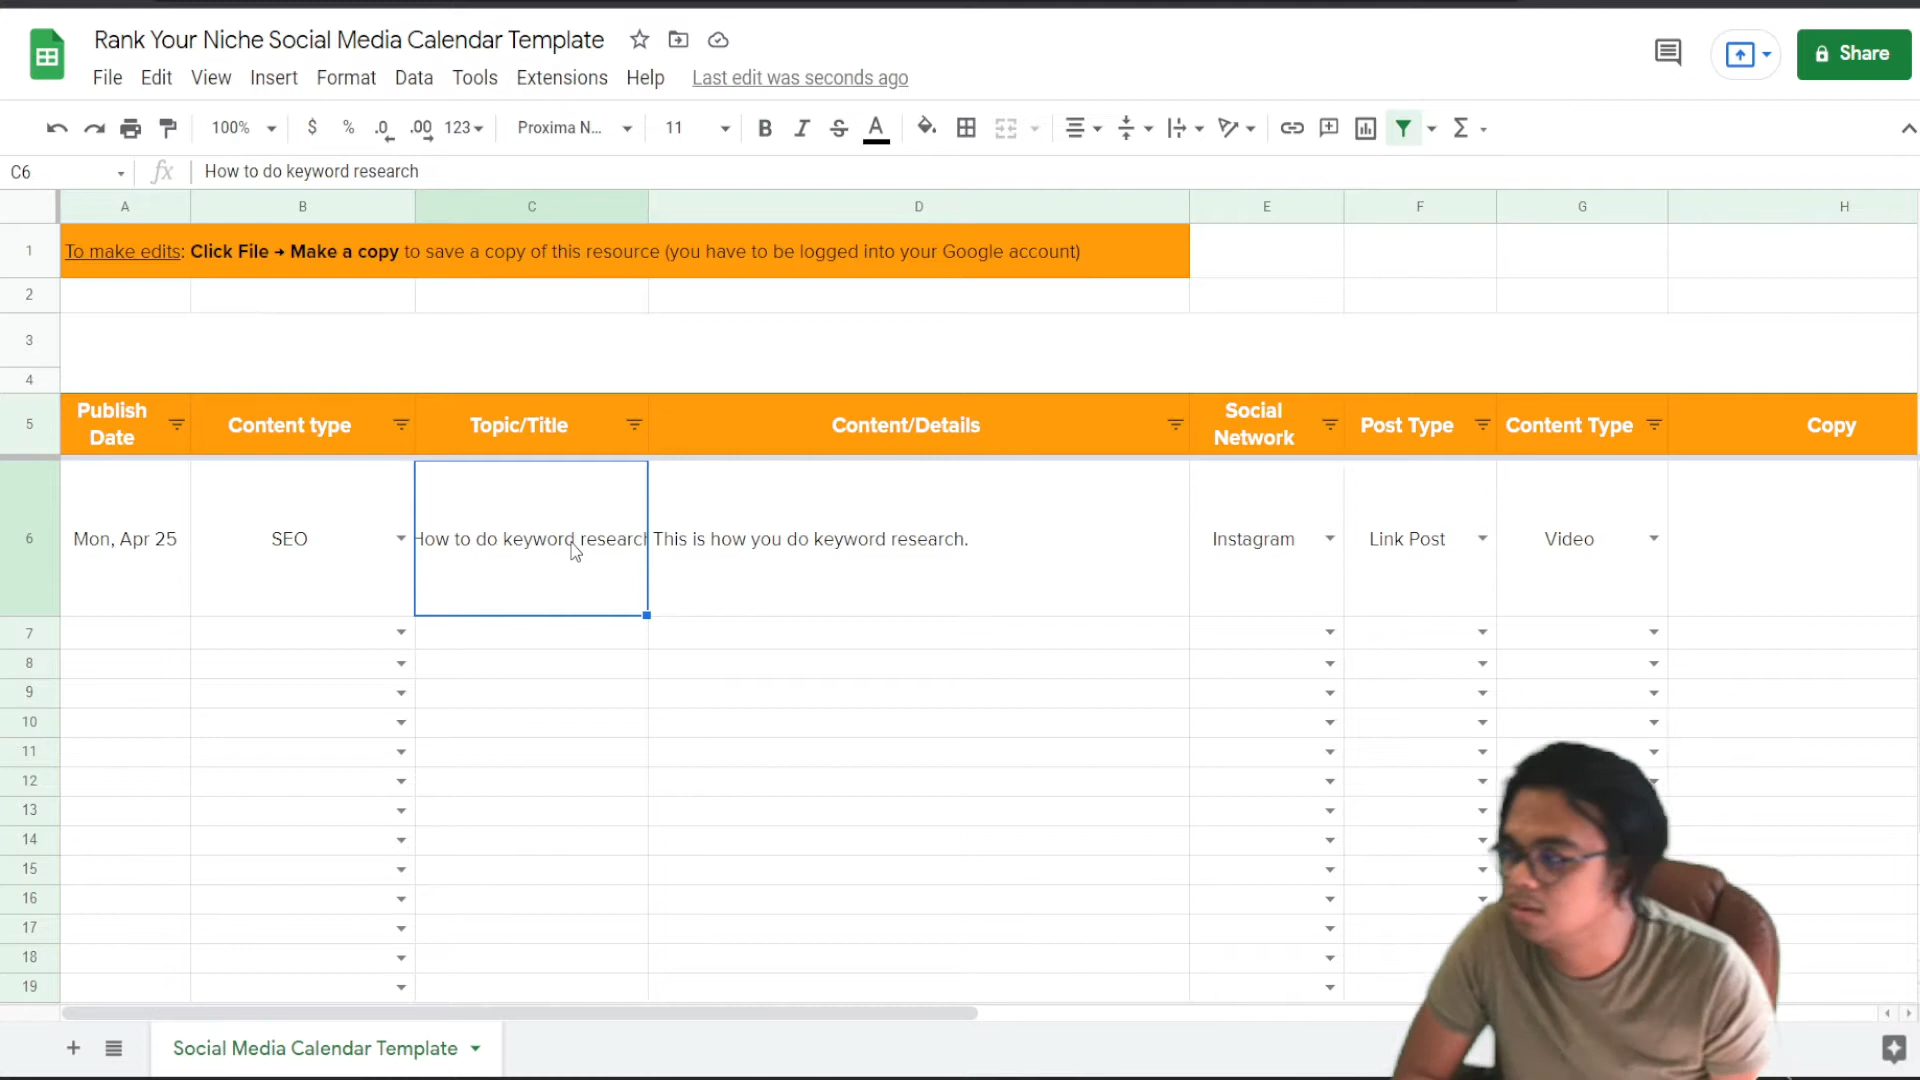 Rank Your Niche Social Media Calendar Template
File Edit View Insert Format Data Tools Extensions Help Last edit was seconds ago
Share
100% $ % .0 .00 123 Proxima N... 11 B I S A Σ
C6 fx How to do keyword research
A B C D E F G H
1 To make edits: Click File → Make a copy to save a copy of this resource (you have to be logged into your Google account)
2
3
4
5 Publish Date Content type Topic/Title Content/Details Social Network Post Type Content Type Copy
6 Mon, Apr 25 SEO How to do keyword research This is how you do keyword research. Instagram Link Post Video
7
8
9
10
11
12
13
14
15
16
17
18
19
Social Media Calendar Template